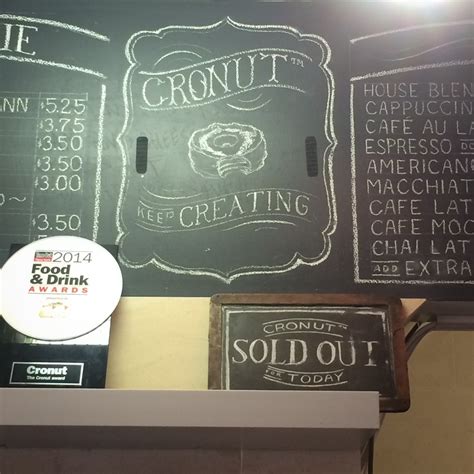 IE
ANN $5.25
$3.75
$3.50
$3.50
$3.00
$3.50
CRONUT™
KEEP
CREATING
HOUSE BLEN
CAPPUCCIN
CAFÉ AU LA
ESPRESSO
AMERICANO
MACCHIAT
CAFE LATT
CAFE MOC
CHAI LAT
ADD EXTRA
2014
Food
& Drink
AWARDS
Cronut
The Cronut award
CRONUT™
SOLD OUT
FOR TODAY